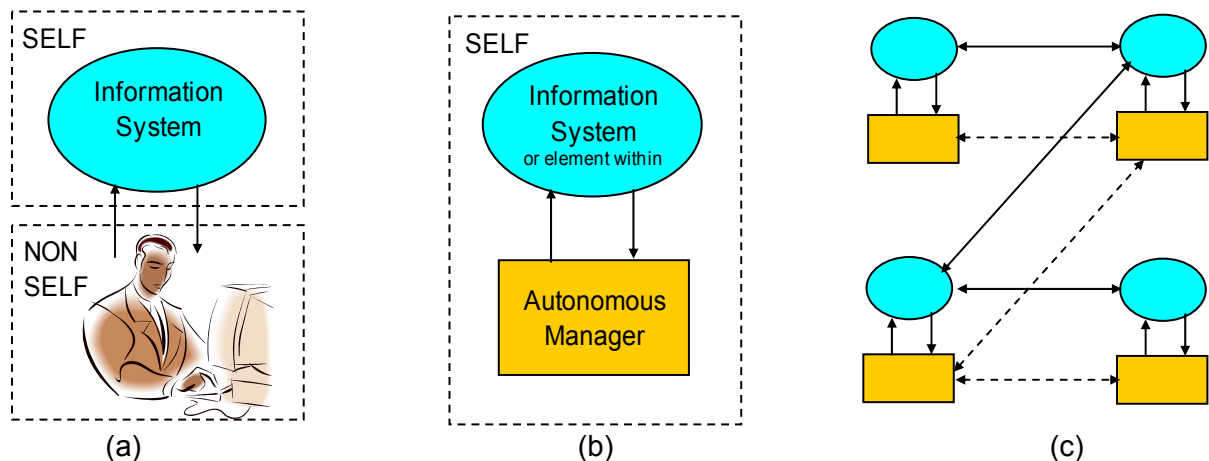 SELF
Information
System
NON
SELF
(a)
SELF
Information
System
or element within
Autonomous
Manager
(b)
(c)